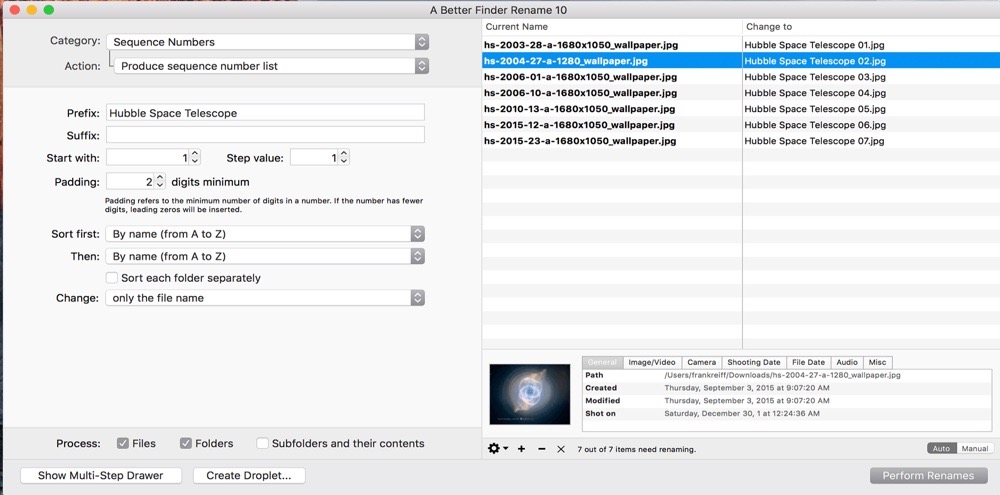 A Better Finder Rename 10
Category: Sequence Numbers
Action: Produce sequence number list
Prefix: Hubble Space Telescope
Suffix:
Start with: 1 Step value: 1
Padding: 2 digits minimum
Padding refers to the minimum number of digits in a number. If the number has fewer
digits, leading zeros will be inserted.
Sort first: By name (from A to Z)
Then: By name (from A to Z)
Sort each folder separately
Change: only the file name
Process: Files Folders Subfolders and their contents
Show Multi-Step Drawer Create Droplet...
Current Name Change to
hs-2003-28-a-1680x1050_wallpaper.jpg Hubble Space Telescope 01.jpg
hs-2004-27-a-1280_wallpaper.jpg Hubble Space Telescope 02.jpg
hs-2006-01-a-1680x1050_wallpaper.jpg Hubble Space Telescope 03.jpg
hs-2006-10-a-1680x1050_wallpaper.jpg Hubble Space Telescope 04.jpg
hs-2010-13-a-1680x1050_wallpaper.jpg Hubble Space Telescope 05.jpg
hs-2015-12-a-1680x1050_wallpaper.jpg Hubble Space Telescope 06.jpg
hs-2015-23-a-1680x1050_wallpaper.jpg Hubble Space Telescope 07.jpg
General Image/Video Camera Shooting Date File Date Audio Misc
Path /Users/frankreiff/Downloads/hs-2004-27-a-1280_wallpaper.jpg
Created Thursday, September 3, 2015 at 9:07:20 AM
Modified Thursday, September 3, 2015 at 9:07:20 AM
Shot on Saturday, December 30, 1 at 12:24:36 AM
7 out of 7 items need renaming.
Auto Manual
Perform Renames